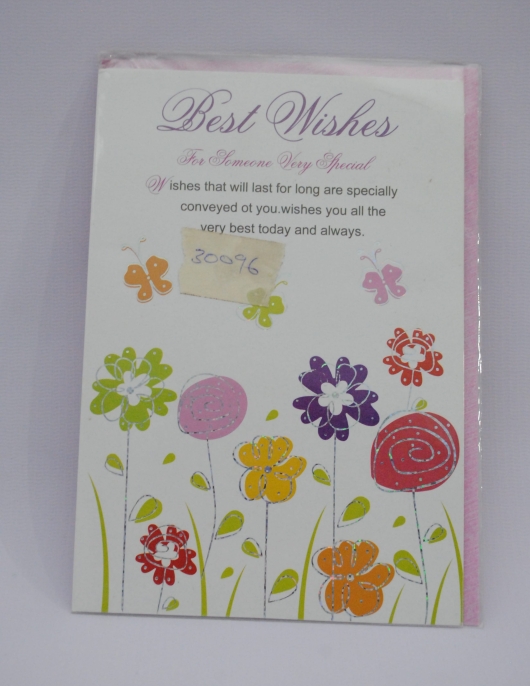 Best Wishes
For Someone Very Special
Wishes that will last for long are specially
conveyed ot you.wishes you all the
very best today and always.
30096